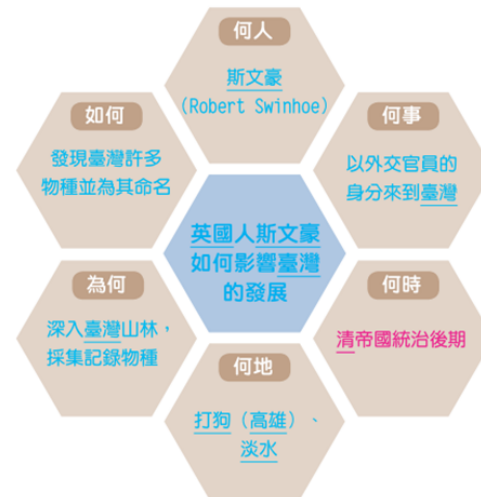 何人
斯文豪
(Robert Swinhoe)
何事
以外交官員的
身分來到臺灣
何時
清帝國統治後期
何地
打狗（高雄）、
淡水
為何
深入臺灣山林，
採集記錄物種
如何
發現臺灣許多
物種並為其命名
英國人斯文豪
如何影響臺灣
的發展